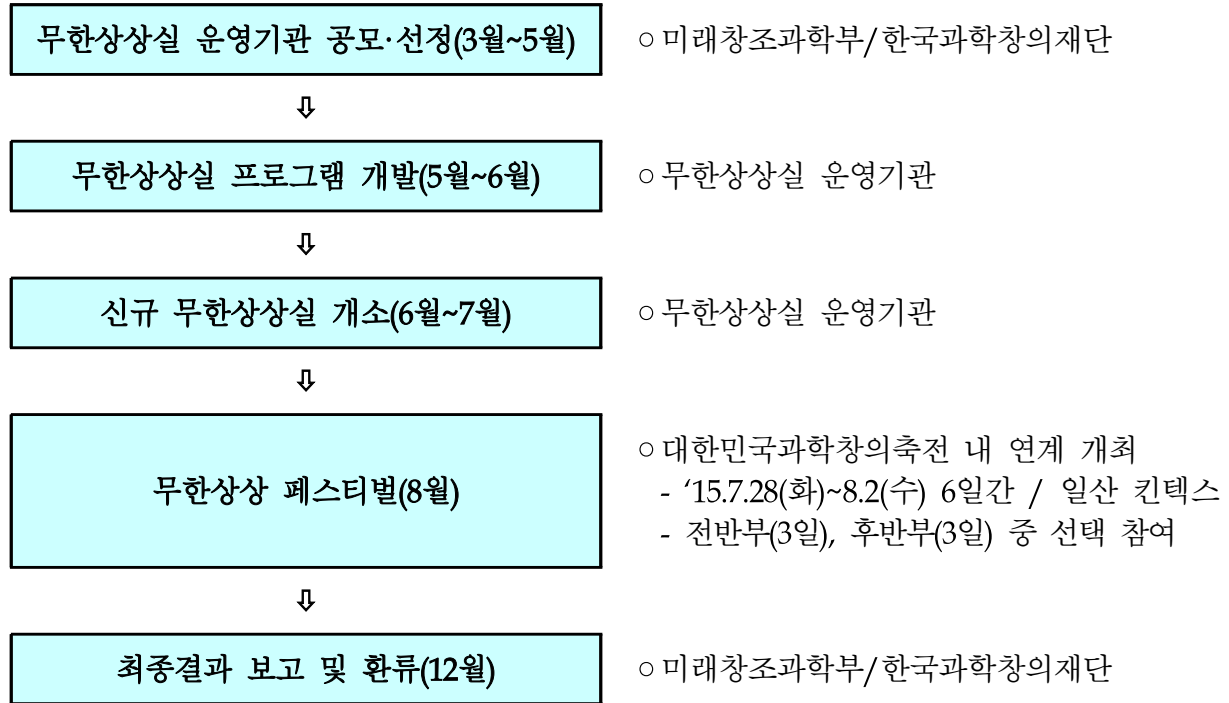 무한상상실 운영기관 공모·선정(3월~5월)
○ 미래창조과학부/한국과학창의재단
⇩
무한상상실 프로그램 개발(5월~6월)
○ 무한상상실 운영기관
⇩
신규 무한상상실 개소(6월~7월)
○ 무한상상실 운영기관
⇩
무한상상 페스티벌(8월)
○ 대한민국과학창의축전 내 연계 개최
- ‘15.7.28(화)~8.2(수) 6일간 / 일산 킨텍스
- 전반부(3일), 후반부(3일) 중 선택 참여
⇩
최종결과 보고 및 환류(12월)
○ 미래창조과학부/한국과학창의재단